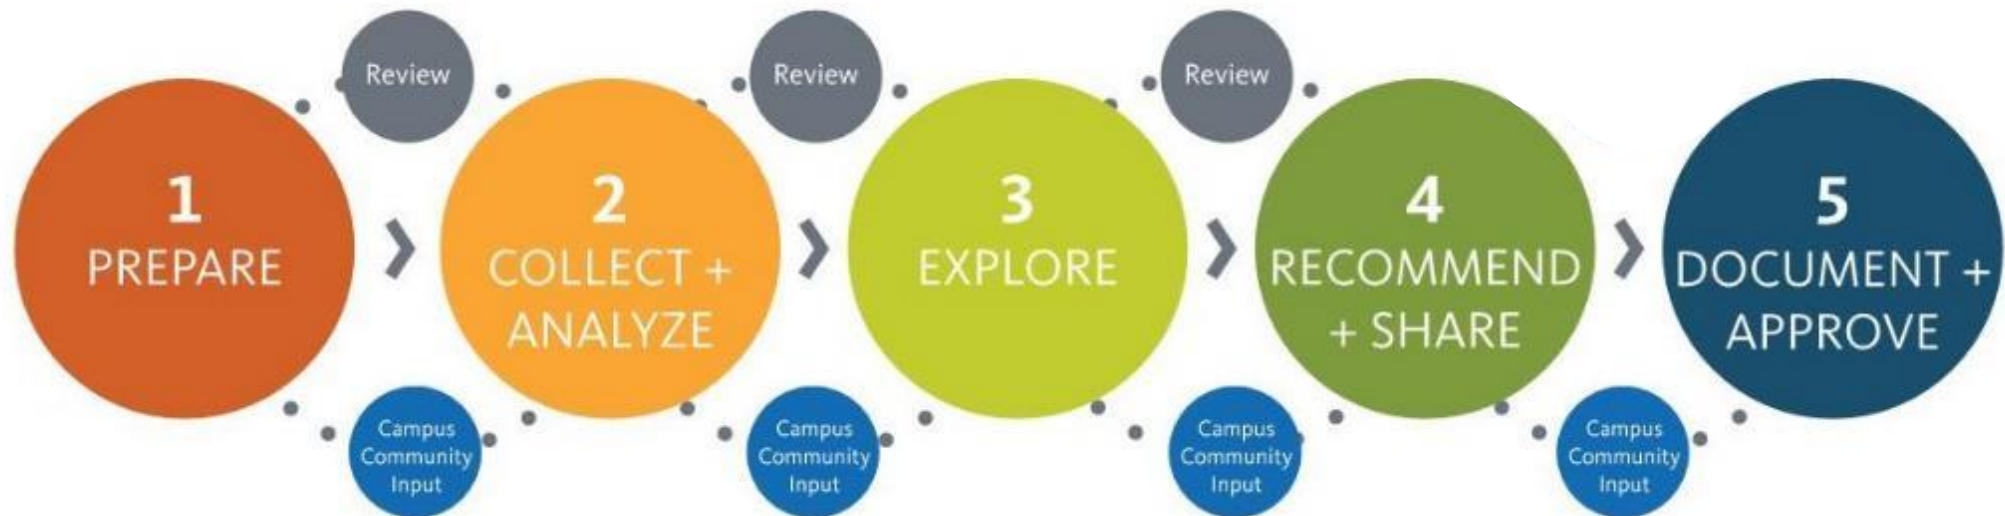 Review
Review
Review
1
PREPARE
2
COLLECT +
ANALYZE
3
EXPLORE
4
RECOMMEND
+ SHARE
5
DOCUMENT +
APPROVE
Campus
Community
Input
Campus
Community
Input
Campus
Community
Input
Campus
Community
Input